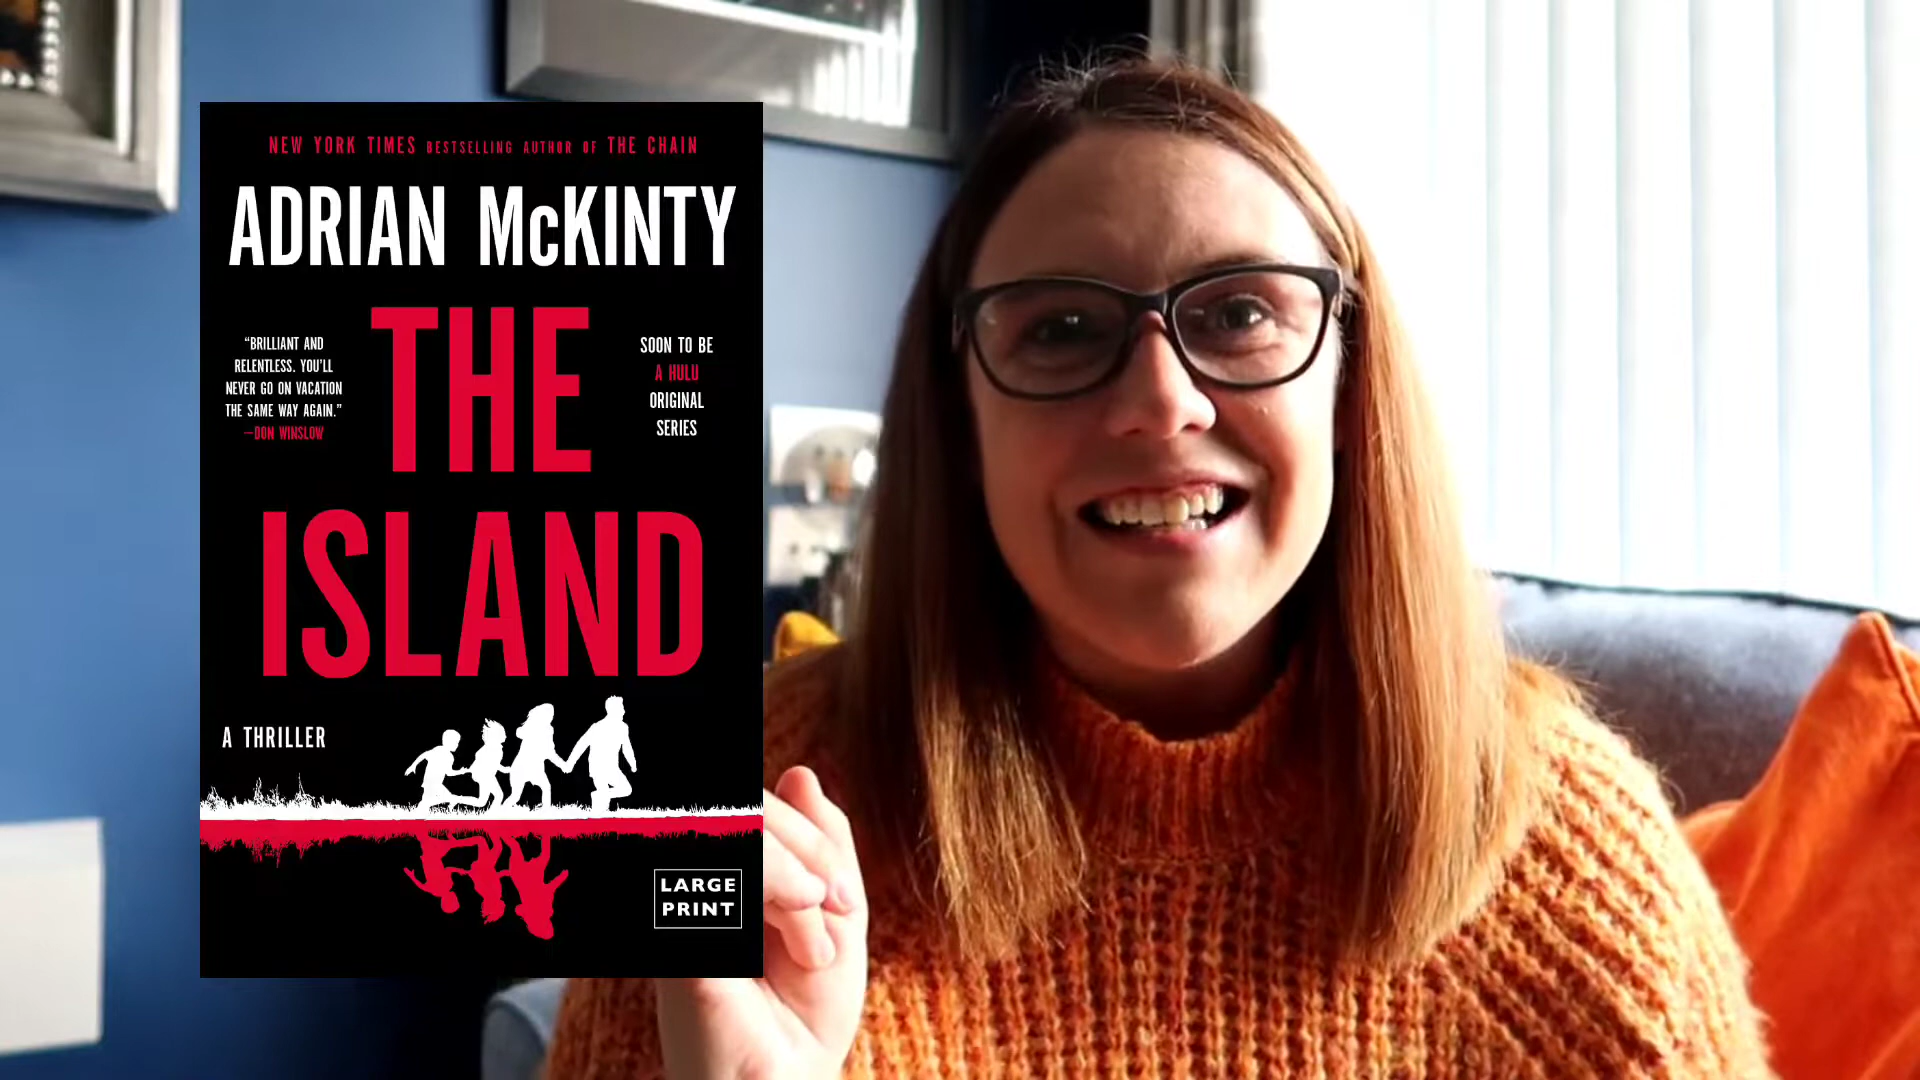 NEW YORK TIMES BESTSELLING AUTHOR OF THE CHAIN
ADRIAN McKINTY
THE
ISLAND
“BRILLIANT AND
RELENTLESS. YOU’LL
NEVER GO ON VACATION
THE SAME WAY AGAIN.”
—DON WINSLOW
SOON TO BE
A HULU
ORIGINAL
SERIES
A THRILLER
LARGE
PRINT